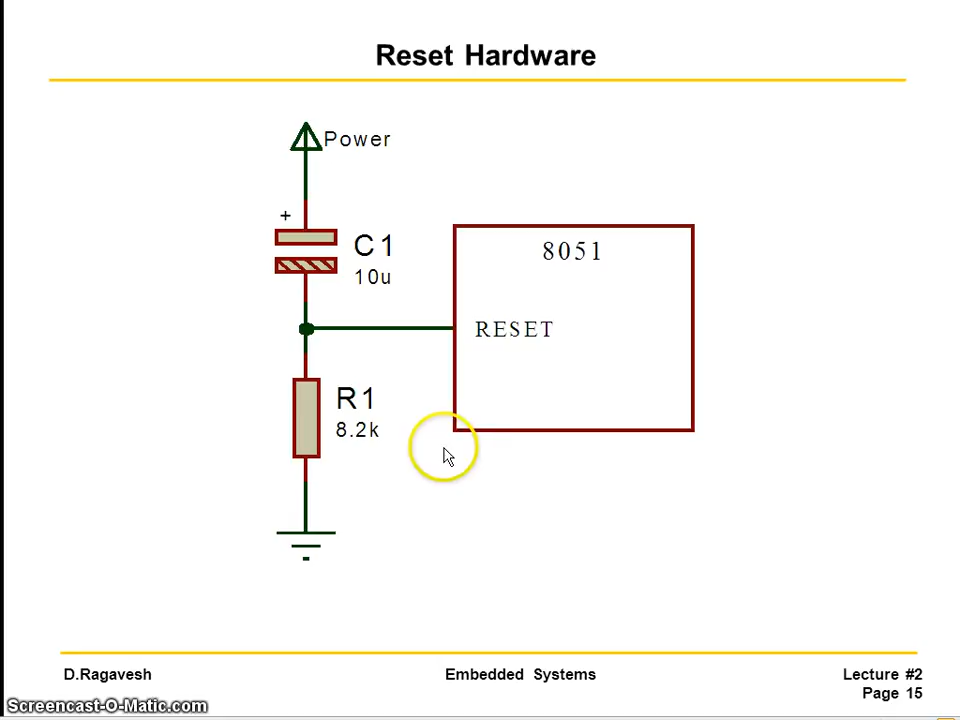 Reset Hardware
Power
+
C1
10u
8051
RESET
R1
8.2k
D.Ragavesh
Embedded Systems
Lecture #2
Page 15
Screencast-O-Matic.com